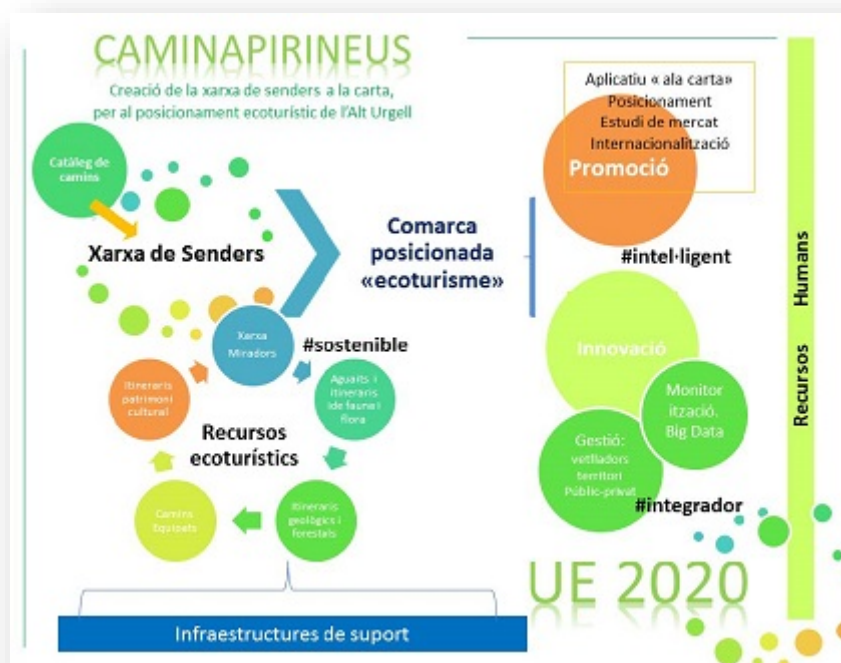 CAMINAPIRINEUS
Creació de la xarxa de senders a la carta,
per al posicionament ecoturístic de l'Alt Urgell
Catàleg de
camins
Xarxa de Senders
Comarca
posicionada
«ecoturisme»
Aplicatiu « ala carta»
Posicionament
Estudi de mercat
Internacionalització
Promoció
#intel·ligent
Innovació
Monitor
ització.
Big Data
Gestió:
vetlladors
territori
Públic-privat
#integrador
Recursos Humans
Xarxa
Miradors
#sostenible
Aguaits i
itineraris
ide fauna i
flora
Itineraris
geològics i
forestals
Camins
Equipats
Itineraris
patrimoni
cultural
Recursos
ecoturístics
UE 2020
Infraestructures de suport